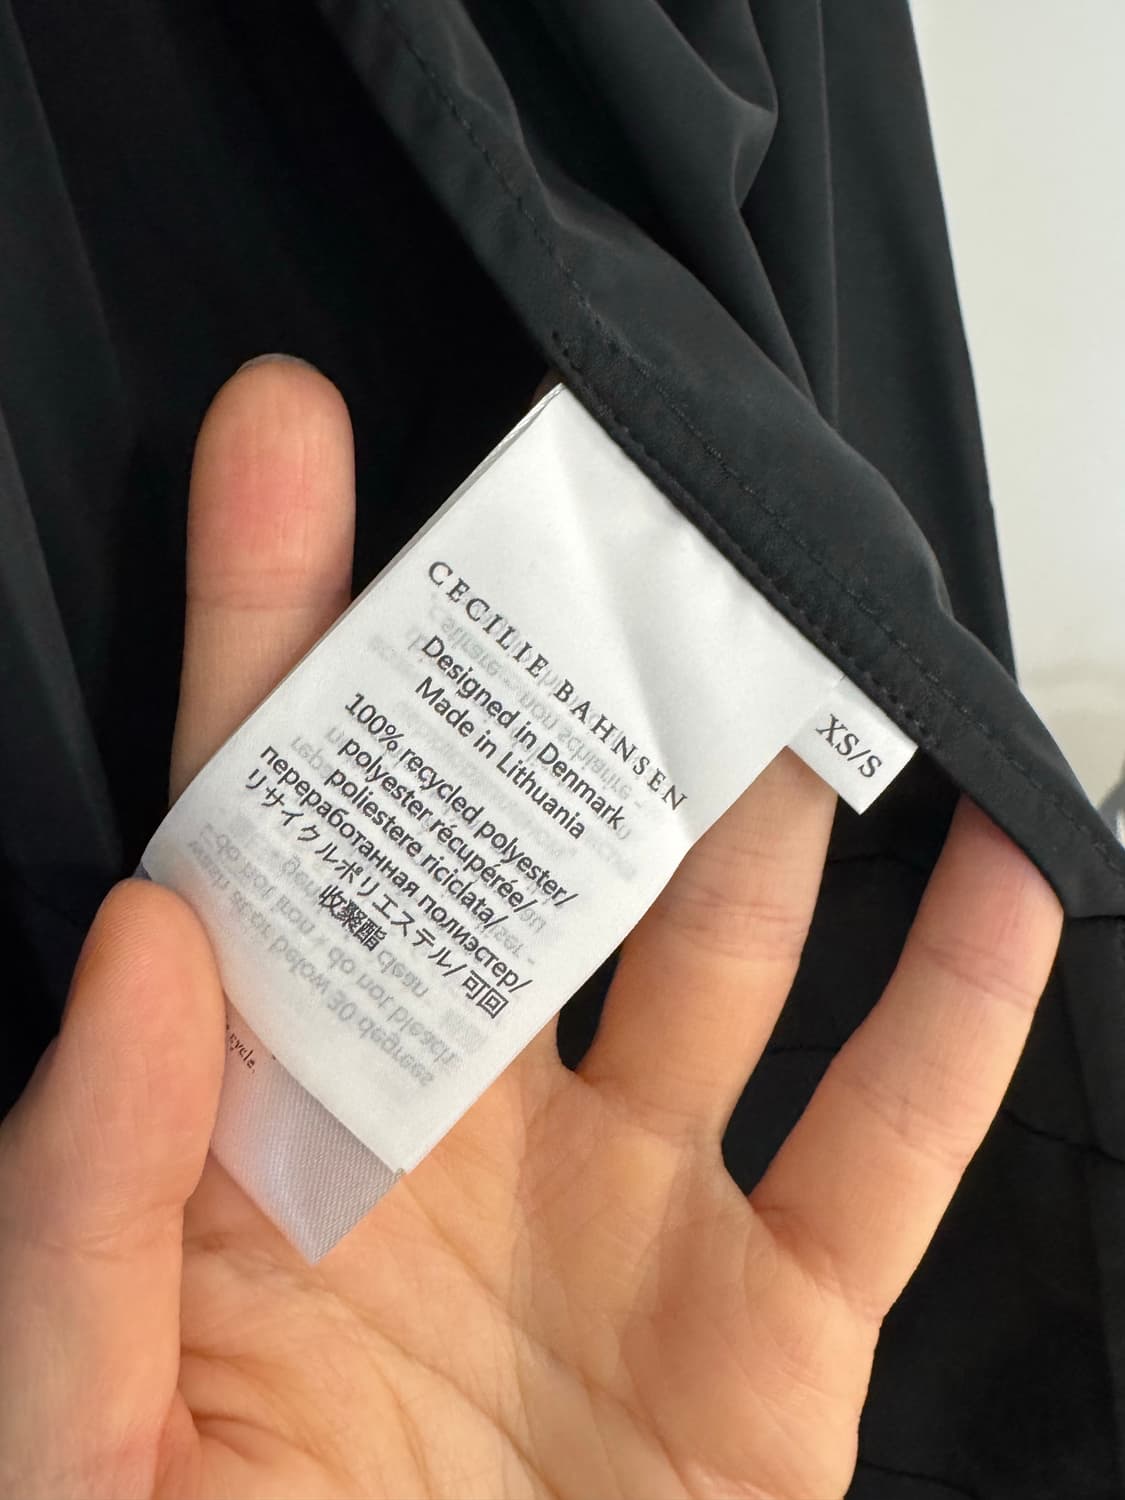 CECILIE BAHNSEN
Designed in Denmark
Made in Lithuania
100% recycled polyester/
polyester récupérée/
poliestere riciclata/
переработанная полиэстер/
リサイクルポリエステル/可回
收聚酯
XS/S